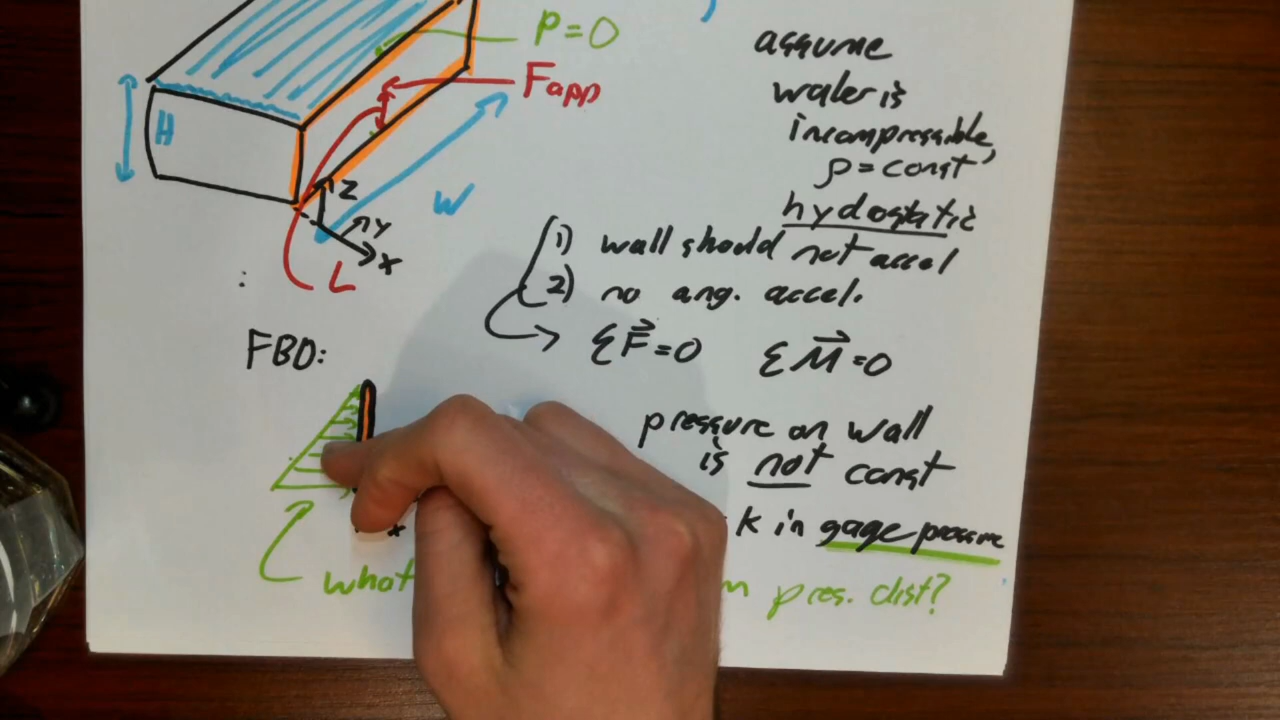 P=0
Fapp
H
W
Z
Y
X
L
assume
water is
incompressible,
ρ=const
hydostatic
1) wall should not accel
2) no ang. accel.
ΣF⃗=0 ΣM⃗=0
FBD:
pressure on wall
is not const
k in gage pressure
x
what
pres. dist?